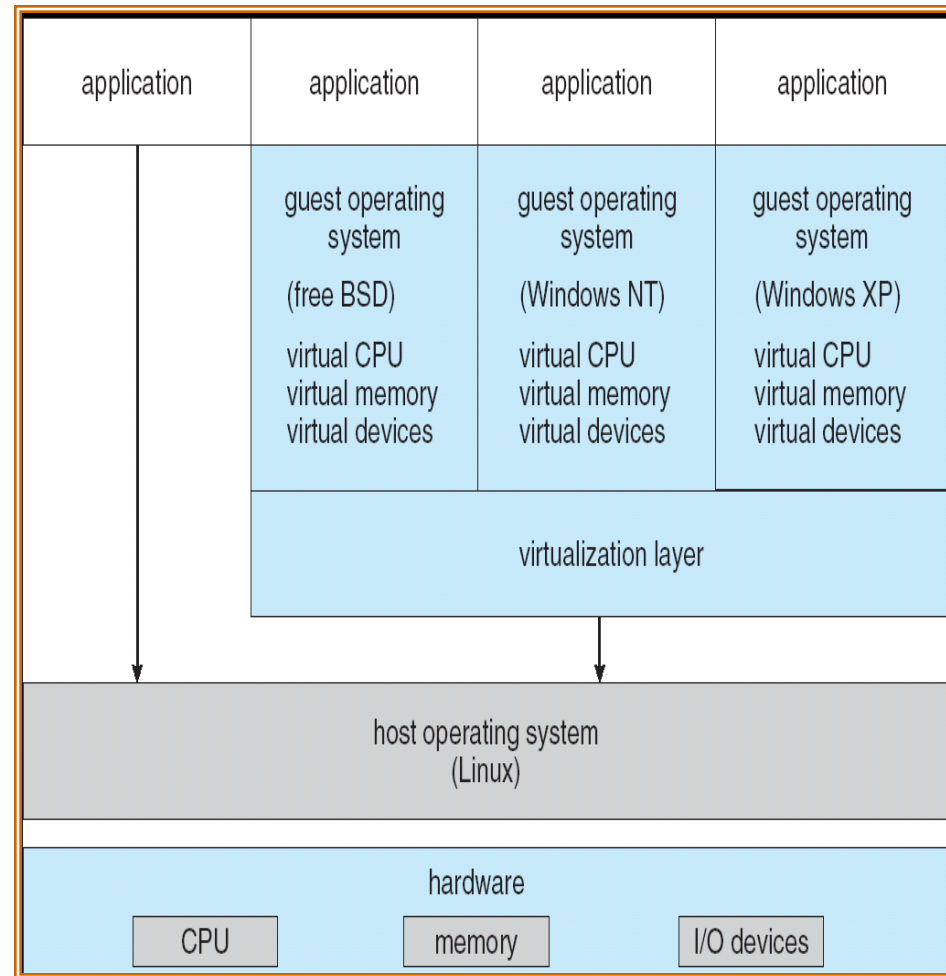 application
application
application
application
guest operating
system
(free BSD)
virtual CPU
virtual memory
virtual devices
guest operating
system
(Windows NT)
virtual CPU
virtual memory
virtual devices
guest operating
system
(Windows XP)
virtual CPU
virtual memory
virtual devices
virtualization layer
host operating system
(Linux)
hardware
CPU
memory
I/O devices